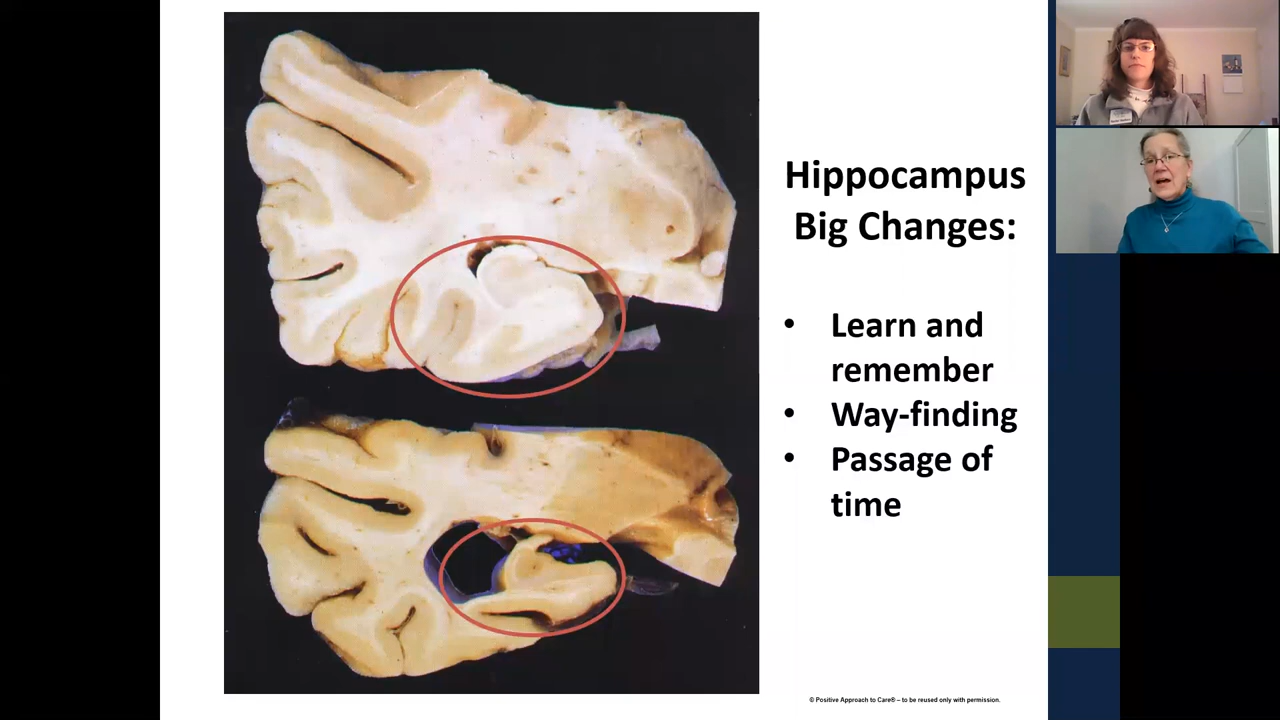 Hippocampus
Big Changes:
• Learn and
remember
• Way-finding
• Passage of
time
© Positive Approach to Care® – to be reused only with permission.